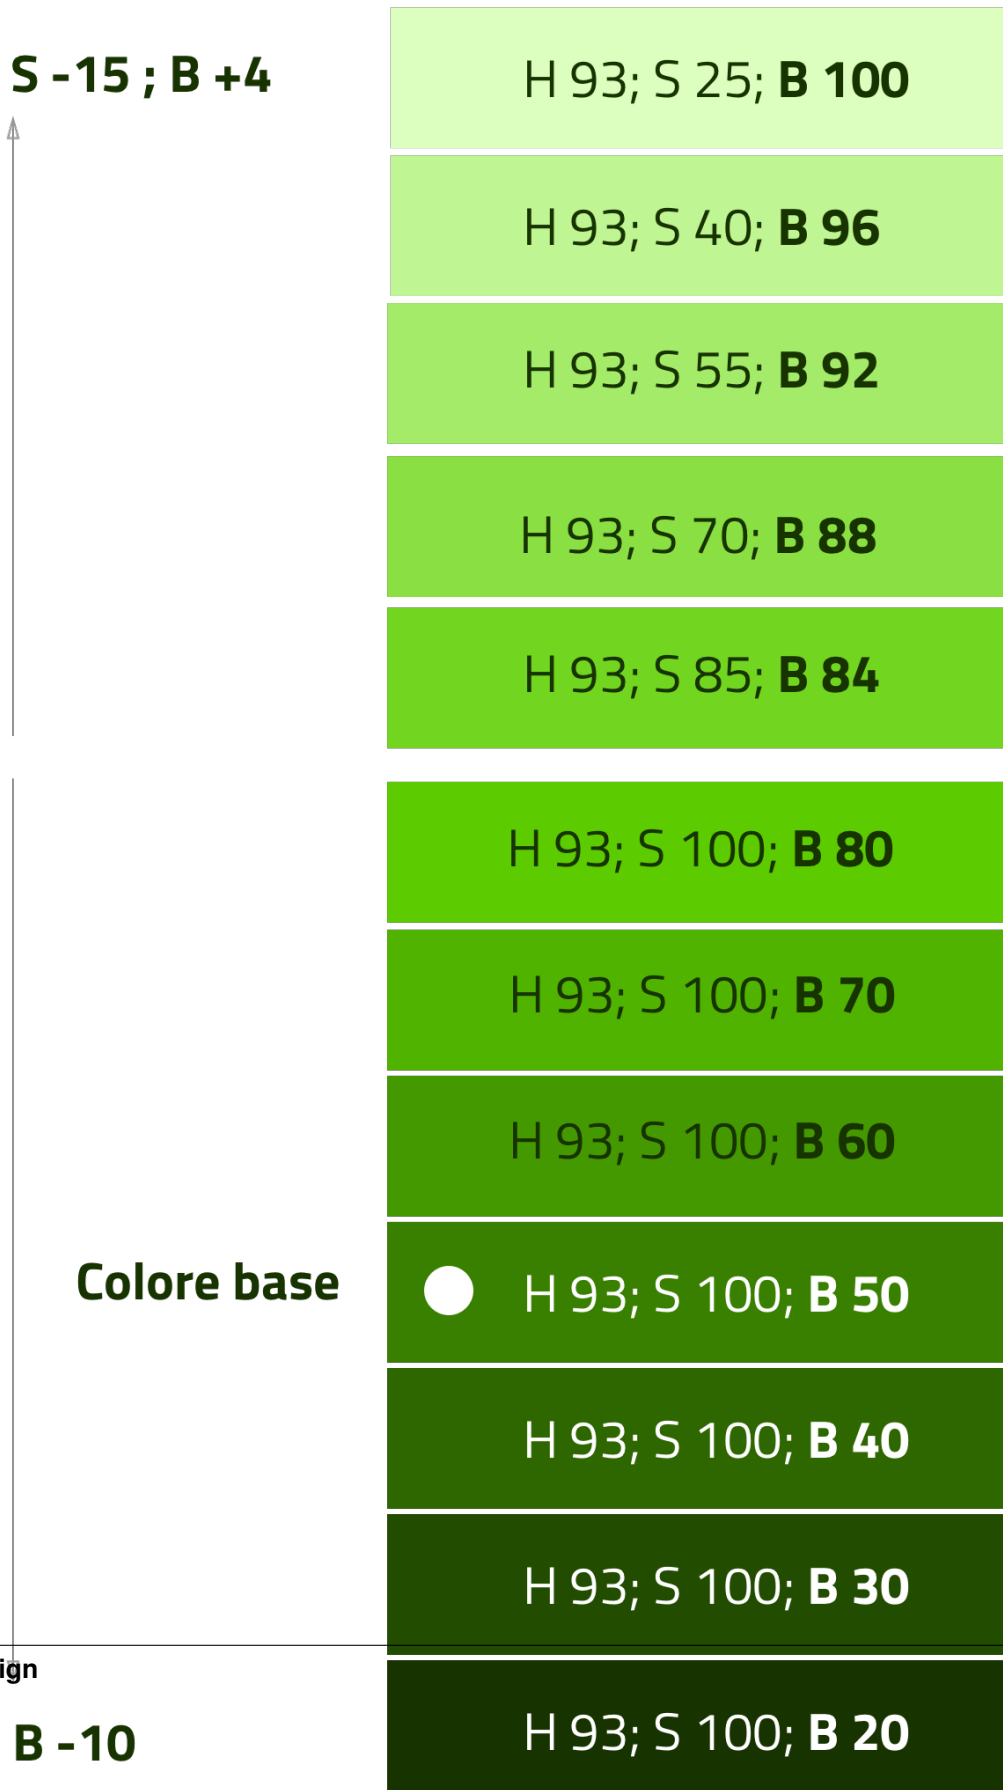 S -15 ; B +4
H 93; S 25; B 100
H 93; S 40; B 96
H 93; S 55; B 92
H 93; S 70; B 88
H 93; S 85; B 84
H 93; S 100; B 80
H 93; S 100; B 70
H 93; S 100; B 60
Colore base
H 93; S 100; B 50
H 93; S 100; B 40
H 93; S 100; B 30
ign
B -10
H 93; S 100; B 20